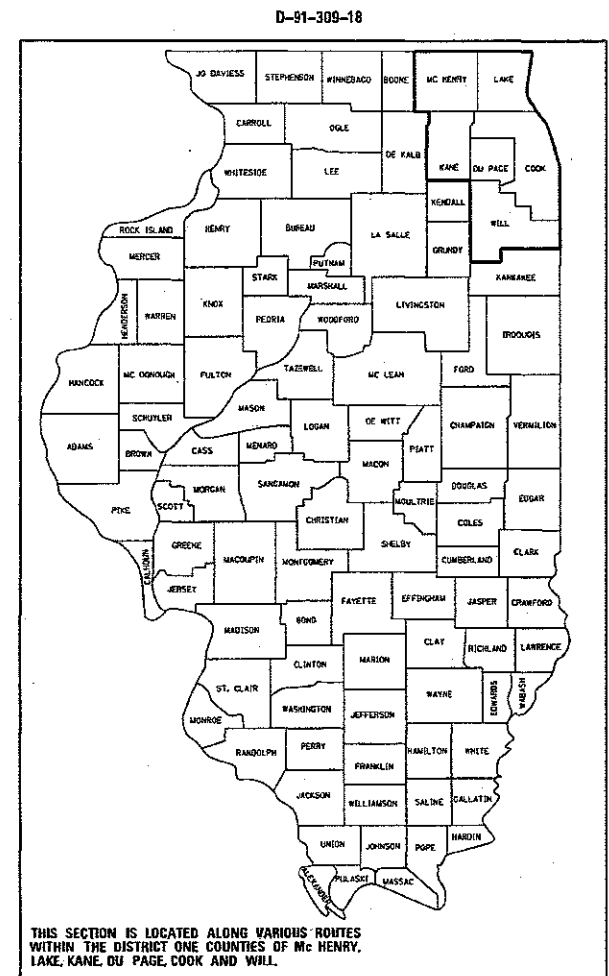 D-91-309-18
JO DAVIESS
STEPHENSON
WINNEBAGO
BOONE
MC HENRY
LAKE
CARROLL
OGLE
DE KALB
KANE
DU PAGE
COOK
WHITESIDE
LEE
KENDALL
WILL
ROCK ISLAND
HENRY
BUREAU
LA SALLE
GRUNDY
MERCER
PUTNAM
KANKAKEE
STARK
MARSHALL
HENDERSON
WARREN
KNOX
PEORIA
WOODFORD
LIVINGSTON
IROQUOIS
HANCOCK
MC DONOUGH
FULTON
TAZEWELL
MC LEAN
FORD
SCHUYLER
MASON
LOGAN
DE WITT
CHAMPAIGN
VERMILION
ADAMS
BROWN
CASS
MENARD
MACON
PIATT
PIKE
SCOTT
MORGAN
SANGAMON
CHRISTIAN
MOULTRIE
DOUGLAS
EDGAR
COLES
CALHOUN
GREENE
MACOUPIN
MONTGOMERY
SHELBY
CUMBERLAND
CLARK
JERSEY
FAYETTE
EFFINGHAM
JASPER
CRAWFORD
MADISON
BOND
CLAY
RICHLAND
LAWRENCE
CLINTON
MARION
ST. CLAIR
WAYNE
EDWARDS
WABASH
MONROE
WASHINGTON
JEFFERSON
RANDOLPH
PERRY
HAMILTON
WHITE
FRANKLIN
JACKSON
WILLIAMSON
SALINE
GALLATIN
UNION
JOHNSON
POPE
HARDIN
ALEXANDER
PULASKI
MASSAC
THIS SECTION IS LOCATED ALONG VARIOUS ROUTES
WITHIN THE DISTRICT ONE COUNTIES OF Mc HENRY,
LAKE, KANE, DU PAGE, COOK AND WILL.